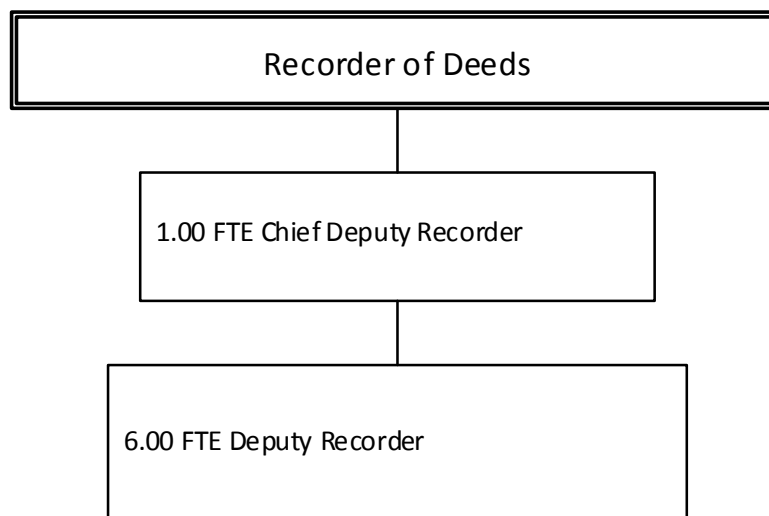 Recorder of Deeds
1.00 FTE Chief Deputy Recorder
6.00 FTE Deputy Recorder